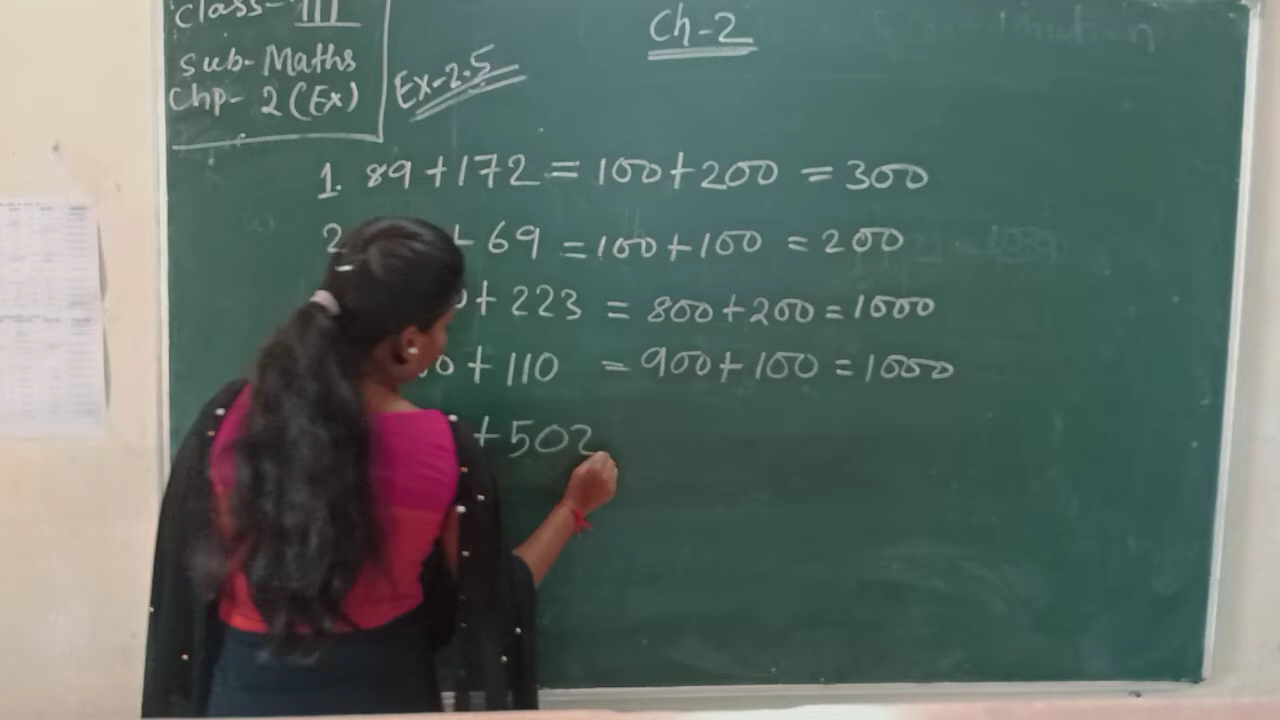 Class- III
Sub- Maths
Chp- 2 (Ex)
Ch-2
Ex-2.5
1. 89+172 = 100+200 = 300
2 + 69 = 100+100 = 200
+ 223 = 800+200 = 1000
0 + 110 = 900+100 = 1000
+ 502